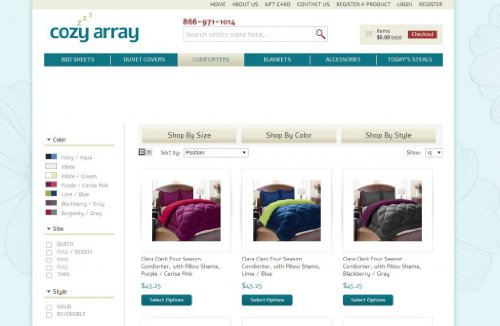 HOME ABOUT US GIFT CARD CONTACT US REGISTER A PRODUCT LOGIN REGISTER
z z z
cozy array
866-971-1014
Search entire store here...
items
$0.00 total
Checkout
BED SHEETS DUVET COVERS COMFORTERS BLANKETS ACCESSORIES TODAY'S STEALS
Shop By Size Shop By Color Shop By Style
Sort by: Position Show: 15
Color
Navy / Aqua
White
White / Cream
Purple / Cerise Pink
Lime / Blue
Blackberry / Gray
Burgundy / Gray
Size
QUEEN
FULL / QUEEN
KING
FULL
TWIN
Style
SOLID
REVERSIBLE
Clara Clark Four Season
Comforter, with Pillow Shams,
Purple / Cerise Pink
$45.25
Select Options
Clara Clark Four Season
Comforter, with Pillow Shams,
Lime / Blue
$45.25
Select Options
Clara Clark Four Season
Comforter, with Pillow Shams,
Blackberry / Gray
$45.25
Select Options